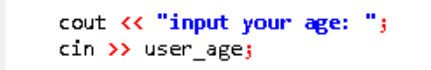 cout << "input your age: ";
cin >> user_age;